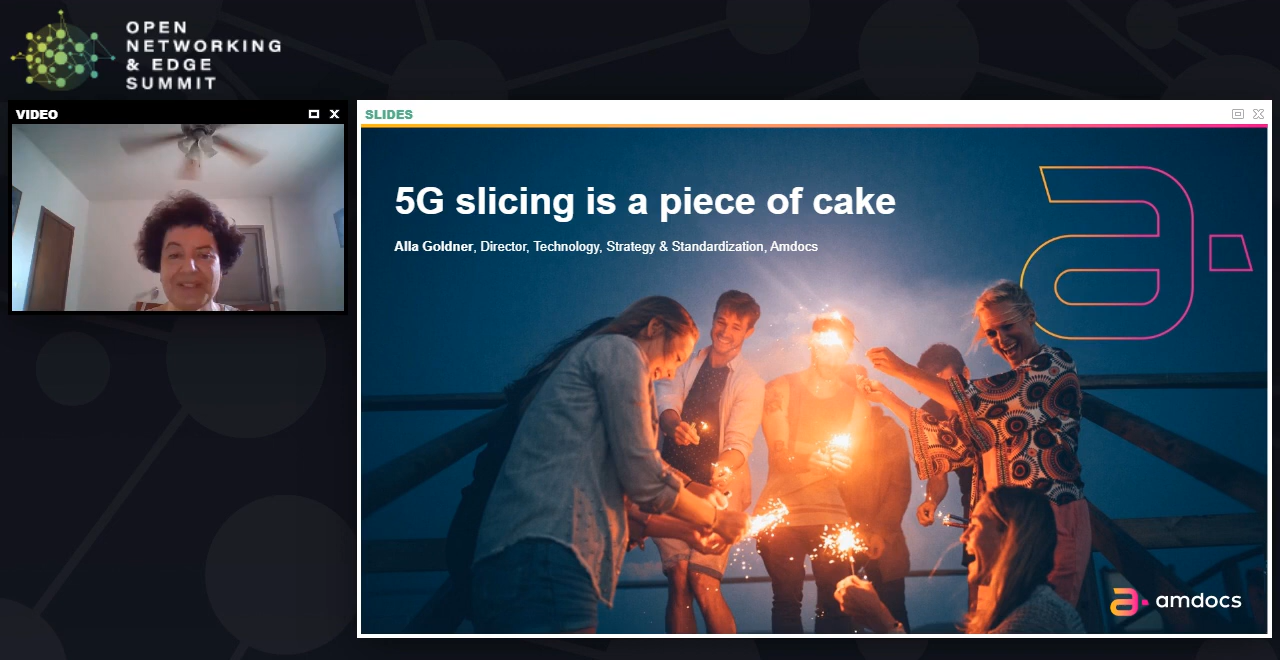 OPEN
NETWORKING
& EDGE
SUMMIT
VIDEO
SLIDES
5G slicing is a piece of cake
Alla Goldner, Director, Technology, Strategy & Standardization, Amdocs
amdocs